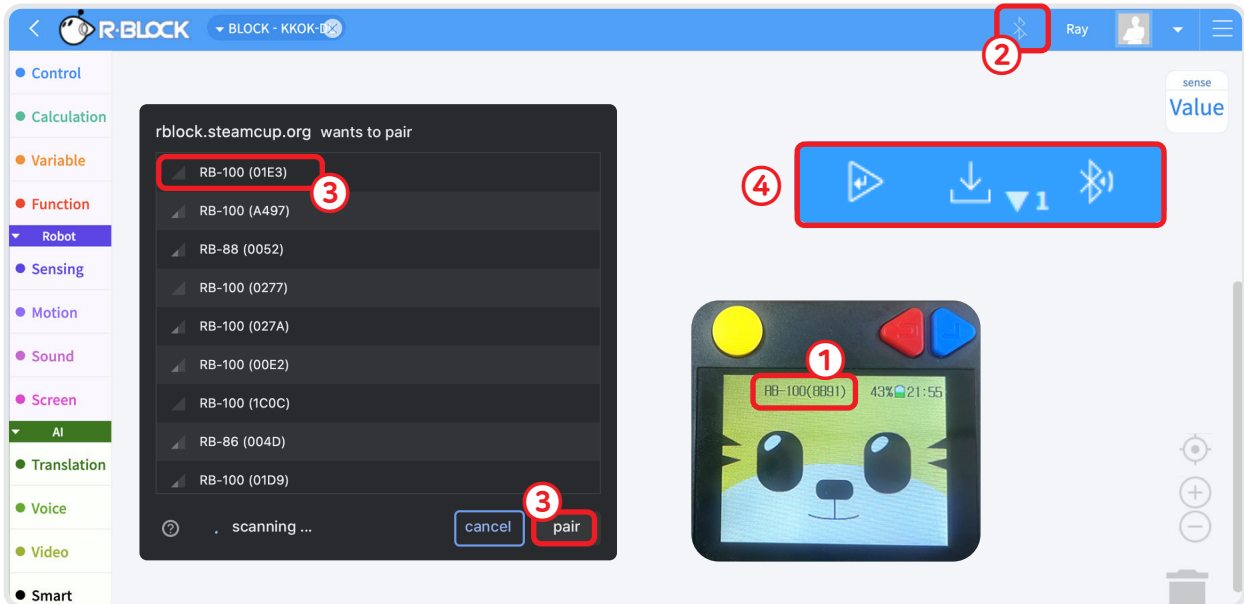 R·BLOCK
BLOCK - KKOK-D
②
Ray
Control
Calculation
Variable
Function
Robot
Sensing
Motion
Sound
Screen
AI
Translation
Voice
Video
Smart
rblock.steamcup.org wants to pair
RB-100 (01E3)
③
RB-100 (A497)
RB-88 (0052)
RB-100 (0277)
RB-100 (027A)
RB-100 (00E2)
RB-100 (1C0C)
RB-86 (004D)
RB-100 (01D9)
scanning ...
cancel
③
pair
sense
Value
④
1
①
RB-100(8B91) 43% 21:55